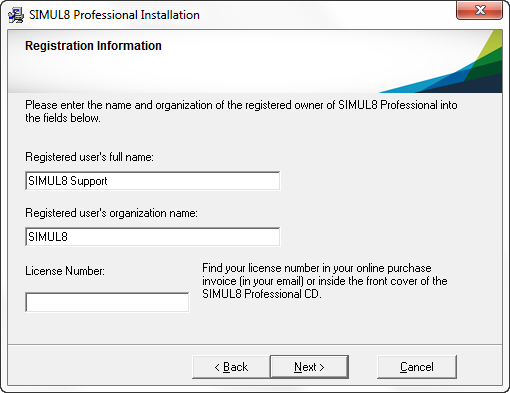 SIMUL8 Professional Installation
Registration Information
Please enter the name and organization of the registered owner of SIMUL8 Professional into
the fields below.
Registered user's full name:
SIMUL8 Support
Registered user's organization name:
SIMUL8
License Number:
Find your license number in your online purchase
invoice (in your email) or inside the front cover of the
SIMUL8 Professional CD.
< Back
Next >
Cancel